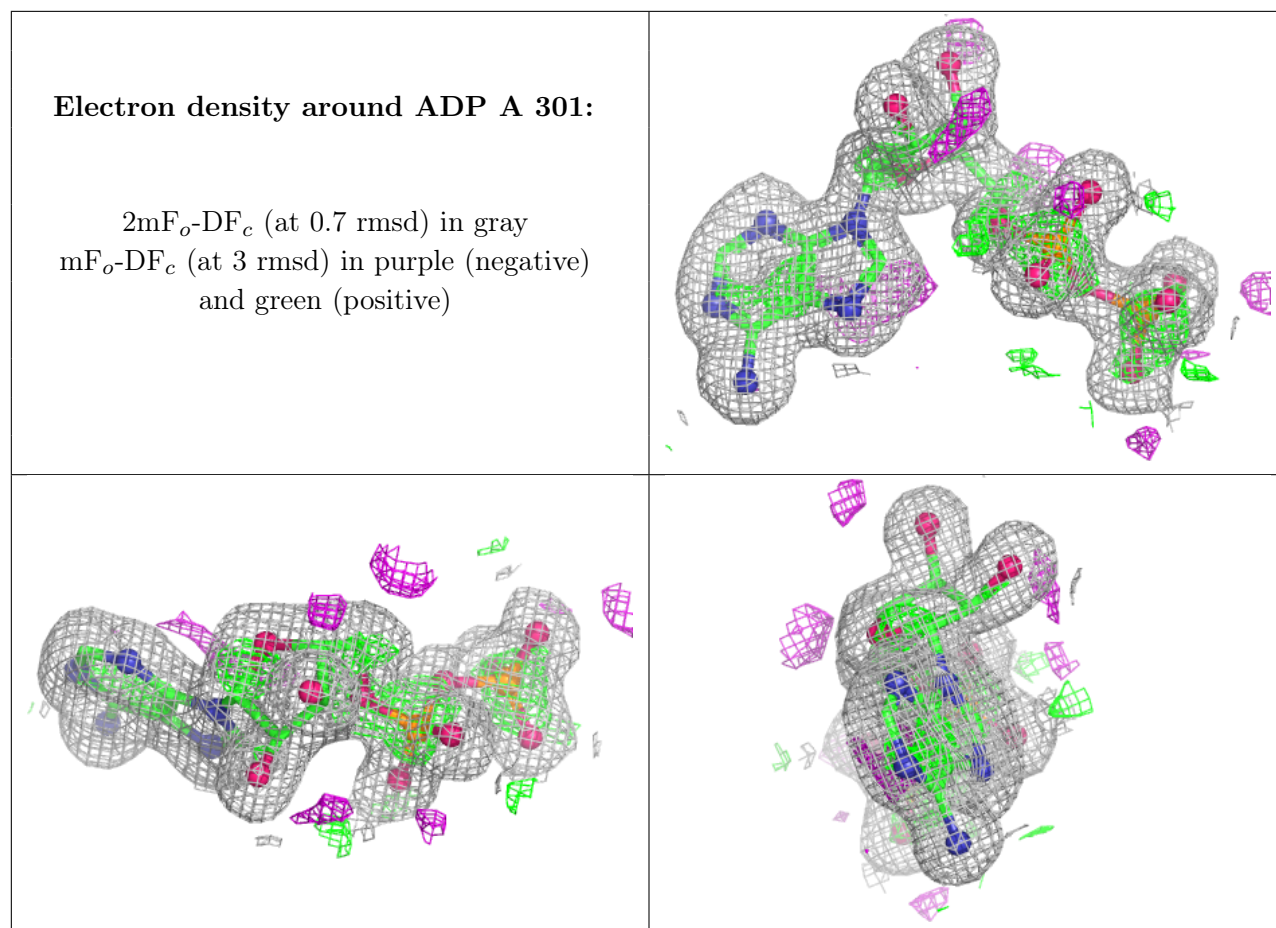 Electron density around ADP A 301:
2mFo-DFc (at 0.7 rmsd) in gray
mFo-DFc (at 3 rmsd) in purple (negative)
and green (positive)